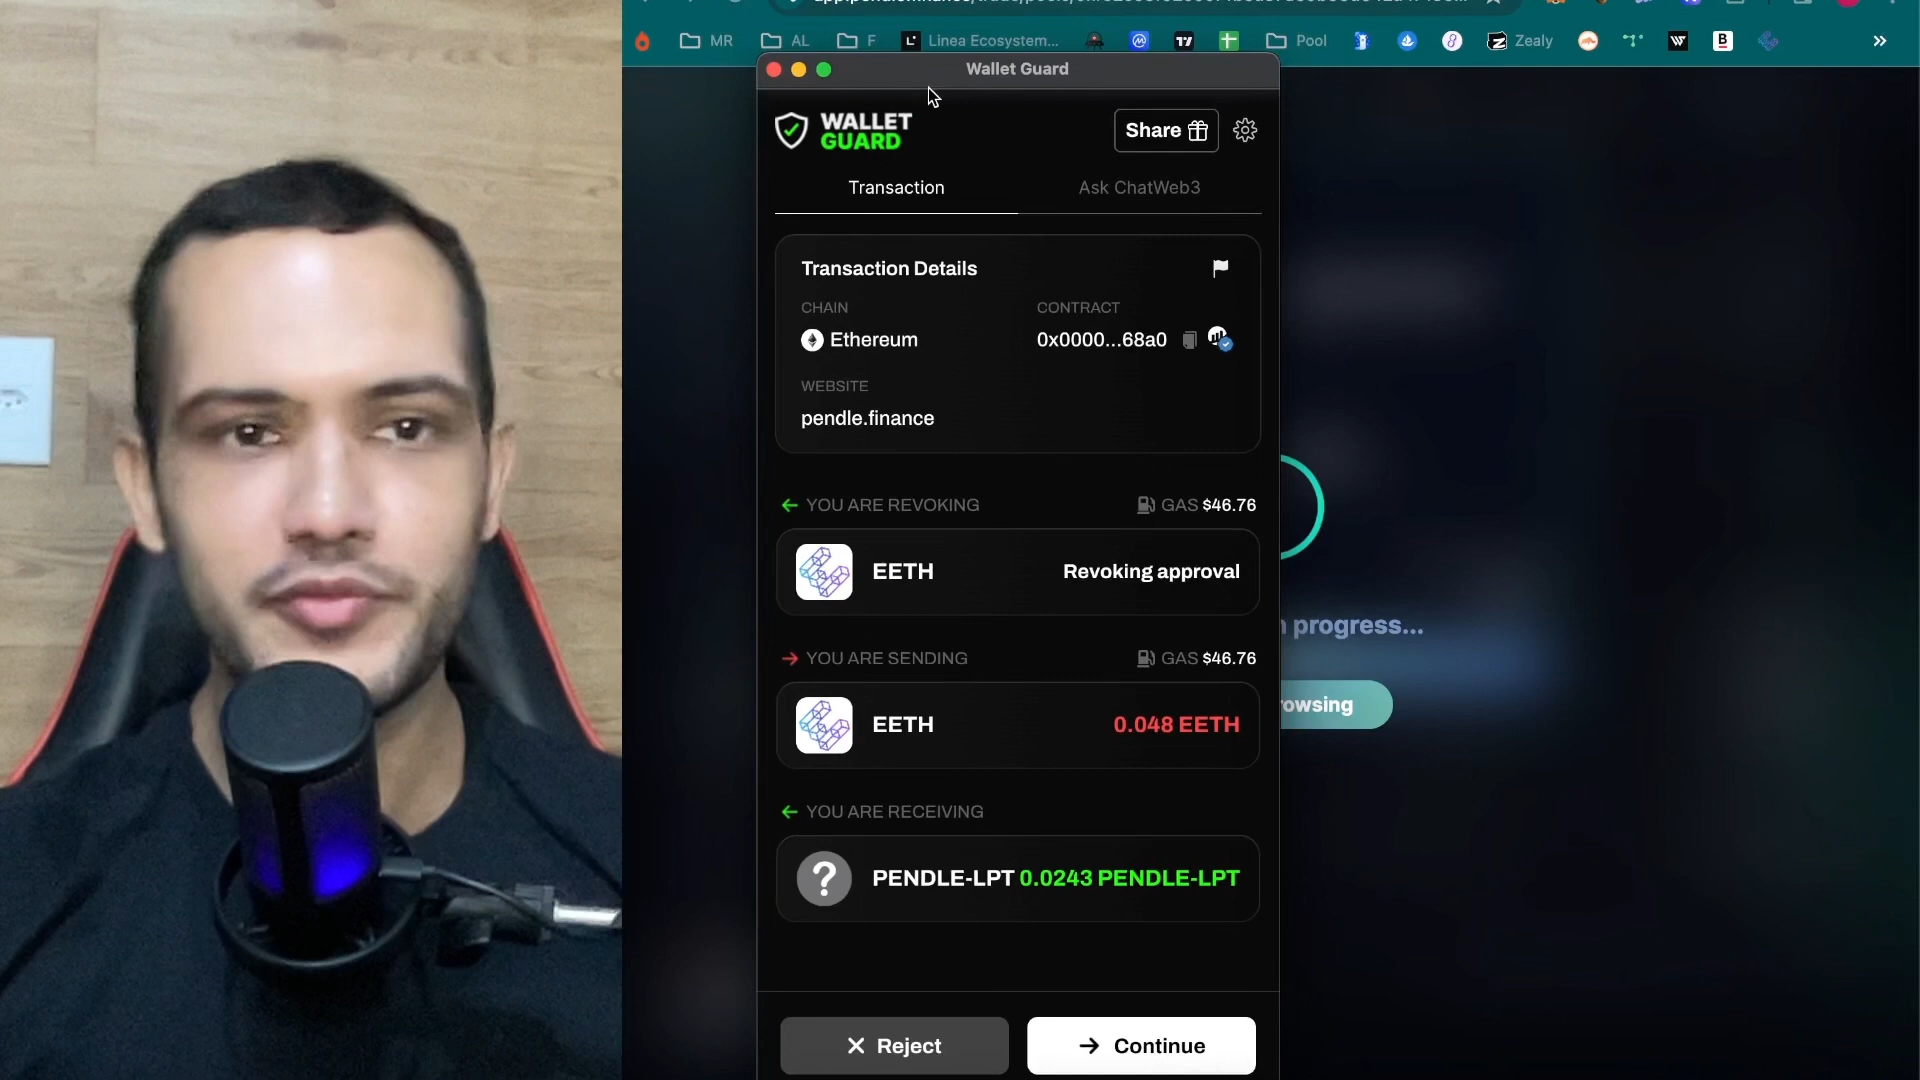 MR
AL
F
Linea Ecosystem...
Pool
Zealy
Wallet Guard
WALLET
GUARD
Share
Transaction
Ask ChatWeb3
Transaction Details
CHAIN
CONTRACT
Ethereum
0x0000...68a0
WEBSITE
pendle.finance
YOU ARE REVOKING
GAS $46.76
EETH
Revoking approval
YOU ARE SENDING
GAS $46.76
EETH
0.048 EETH
YOU ARE RECEIVING
PENDLE-LPT 0.0243 PENDLE-LPT
progress...
owsing
Reject
Continue